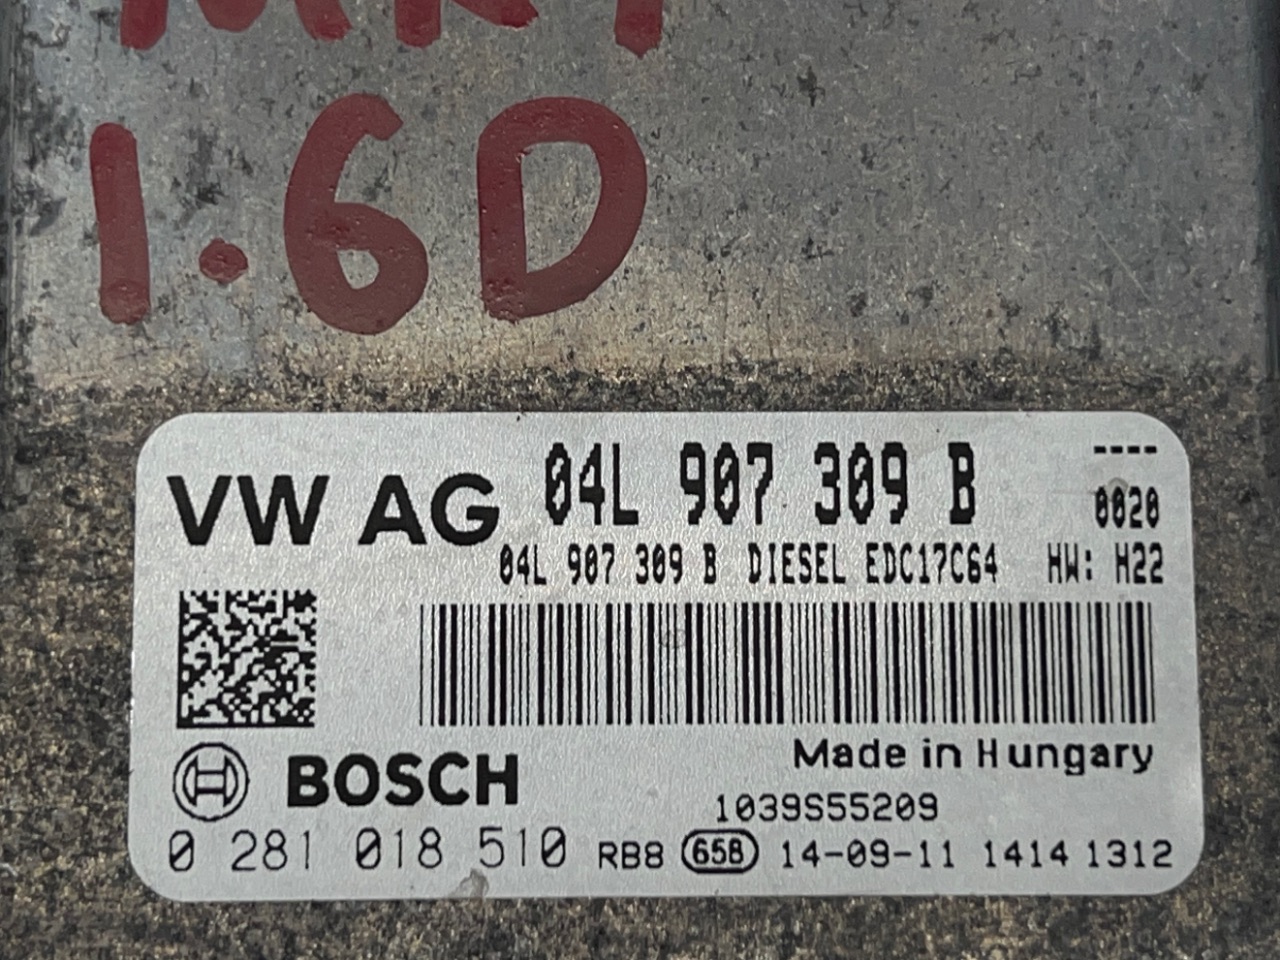 1.6D
VW AG 04L 907 309 B ----
0020
04L 907 309 B DIESEL EDC17C64 HW: H22
Made in Hungary
BOSCH
1039S55209
0 281 018 510 RB8 658 14-09-11 1414 1312